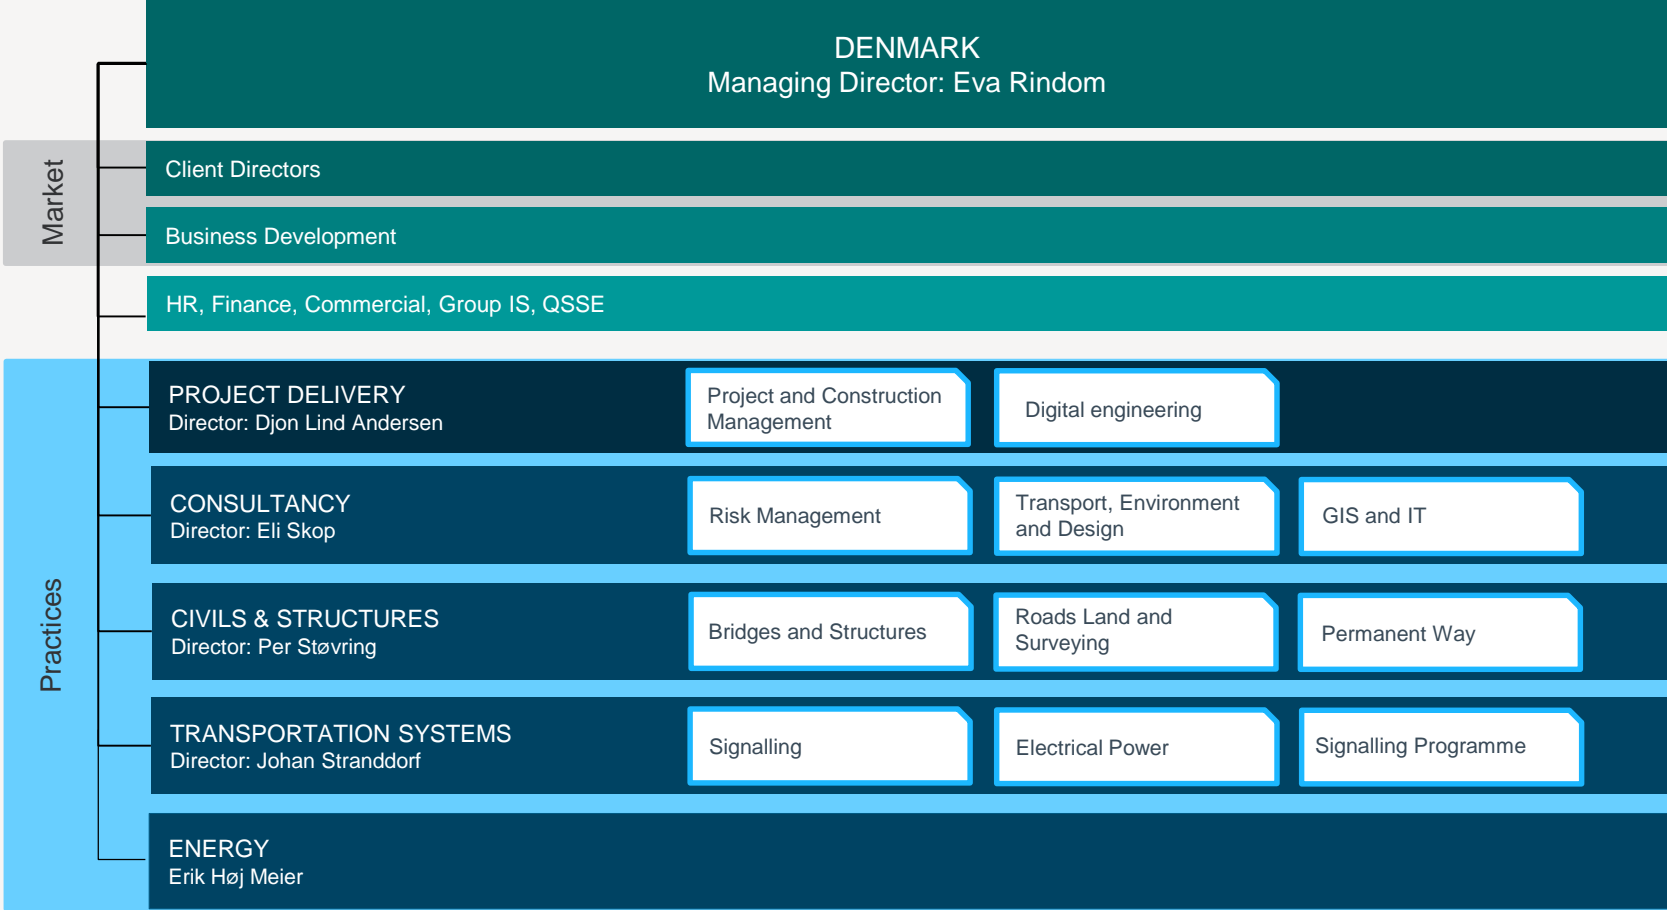 DENMARK
Managing Director: Eva Rindom
Market
Client Directors
Business Development
HR, Finance, Commercial, Group IS, QSSE
Practices
PROJECT DELIVERY
Director: Djon Lind Andersen
Project and Construction
Management
Digital engineering
CONSULTANCY
Director: Eli Skop
Risk Management
Transport, Environment
and Design
GIS and IT
CIVILS & STRUCTURES
Director: Per Støvring
Bridges and Structures
Roads Land and
Surveying
Permanent Way
TRANSPORTATION SYSTEMS
Director: Johan Stranddorf
Signalling
Electrical Power
Signalling Programme
ENERGY
Erik Høj Meier